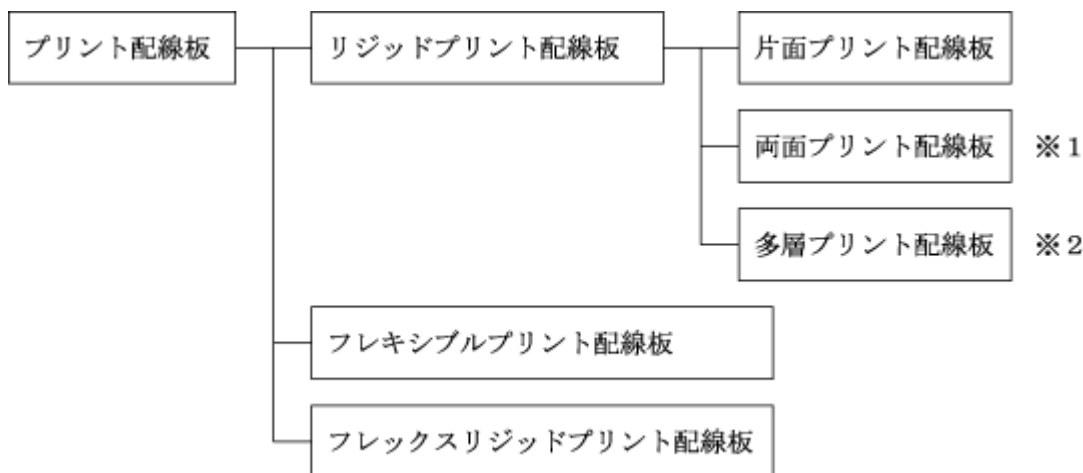 プリント配線板
リジッドプリント配線板
片面プリント配線板
両面プリント配線板 ※1
多層プリント配線板 ※2
フレキシブルプリント配線板
フレックスリジッドプリント配線板